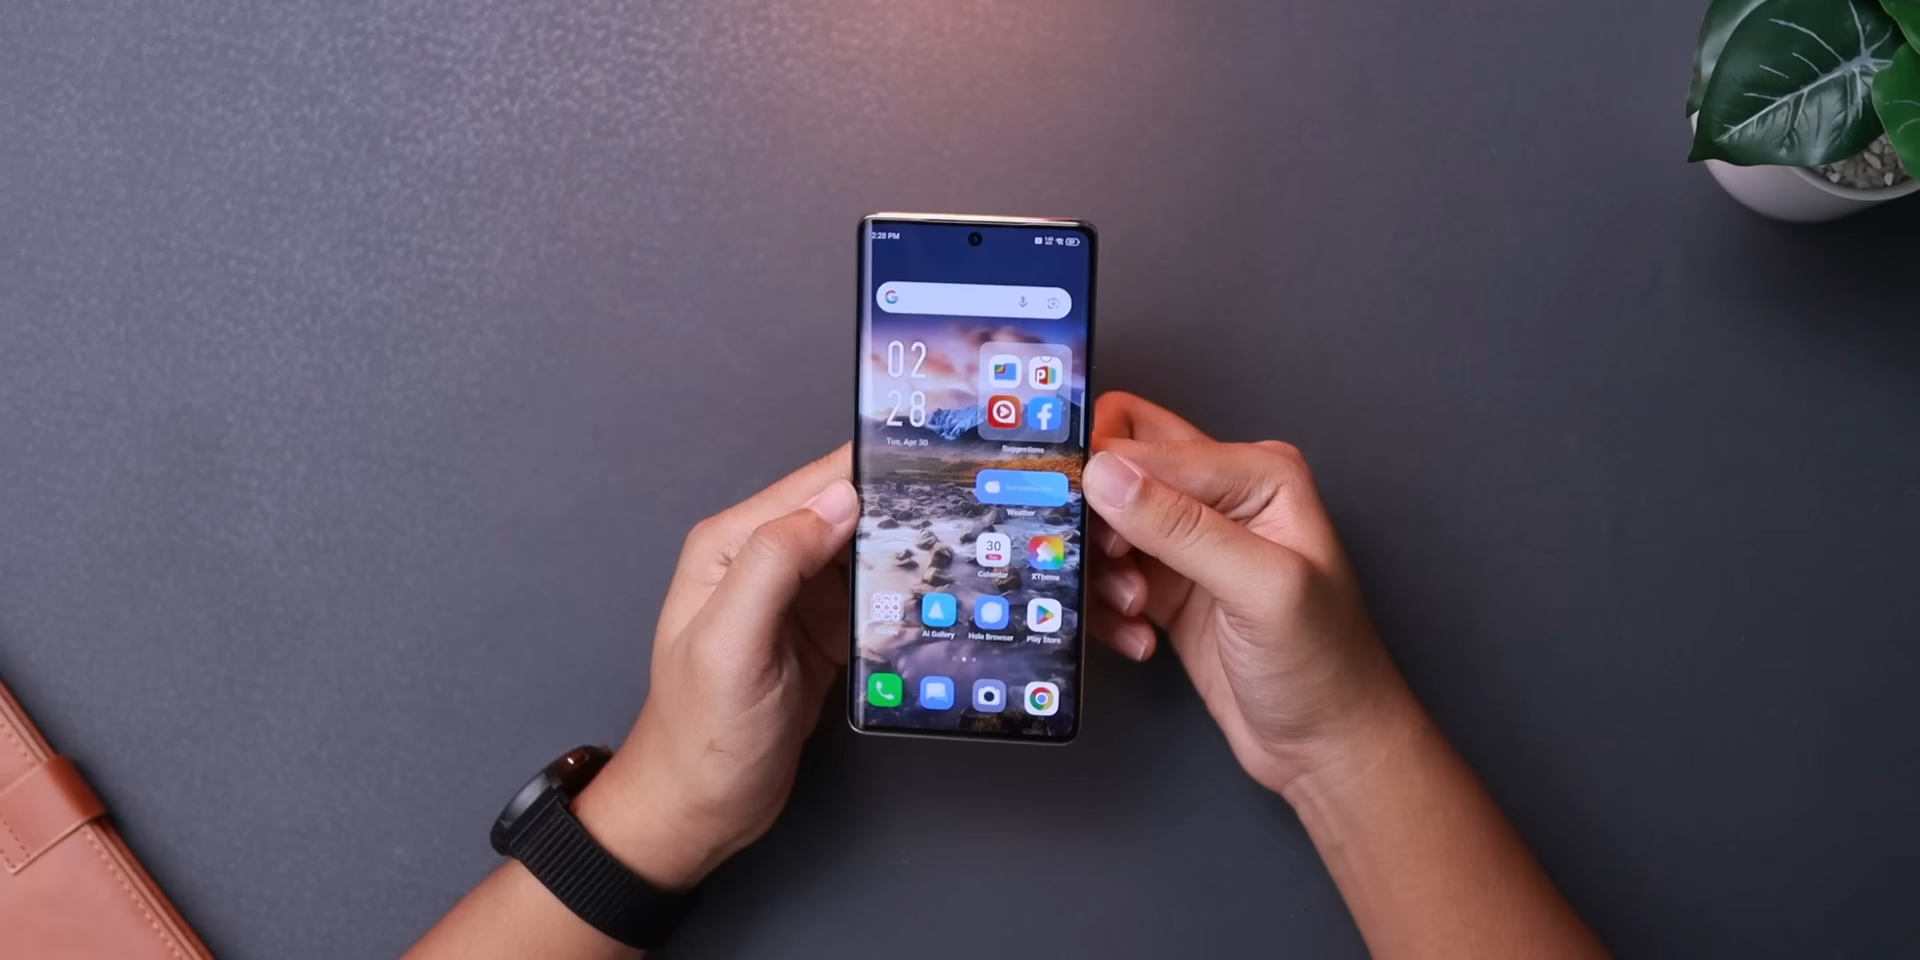 2:28 PM
02
28
Tue, Apr 30
Suggestions
Weather
30
Calendar
XTheme
AI Gallery
Hola Browser
Play Store